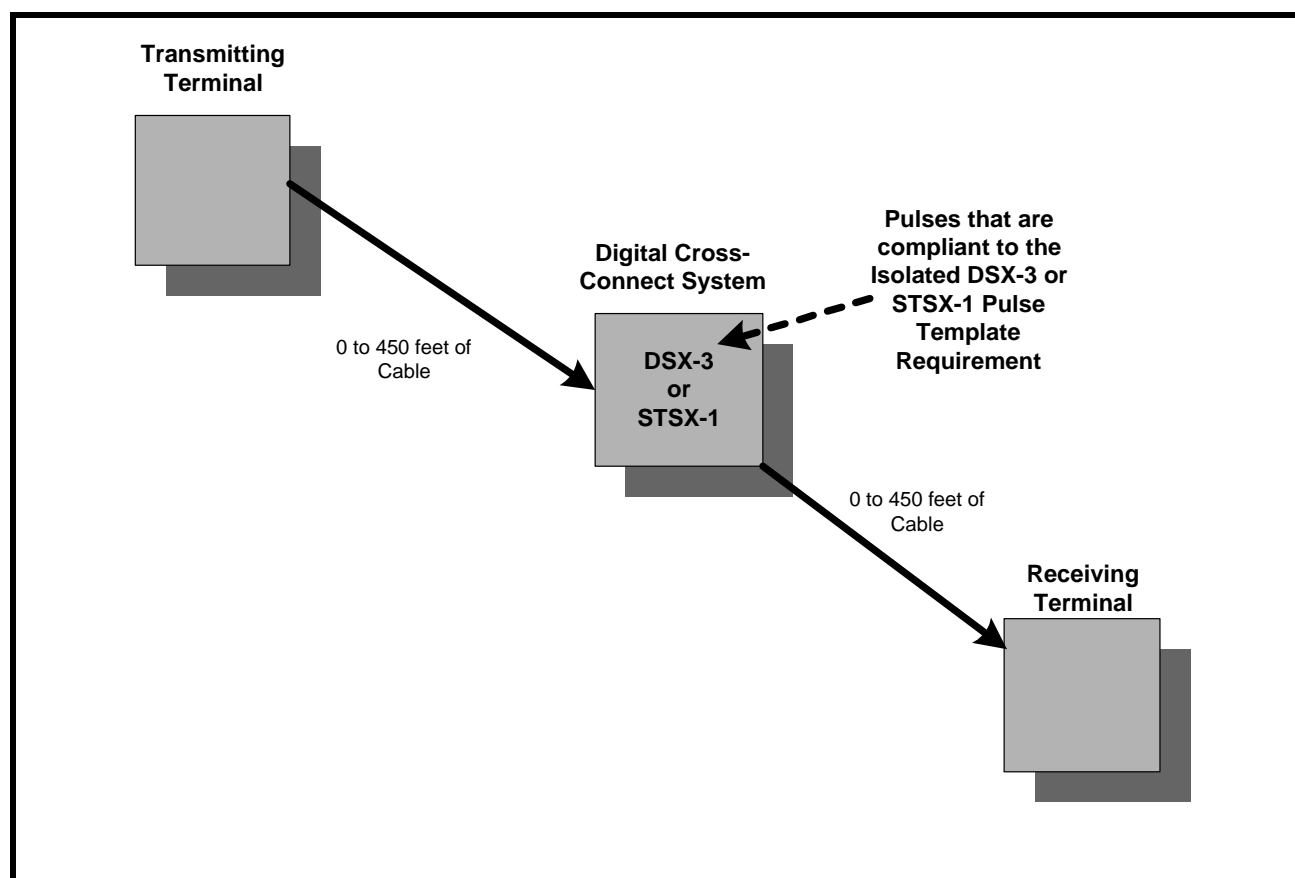 Transmitting
Terminal
Pulses that are
compliant to the
Isolated DSX-3 or
STSX-1 Pulse
Template
Requirement
Digital Cross-
Connect System
0 to 450 feet of
Cable
DSX-3
or
STSX-1
0 to 450 feet of
Cable
Receiving
Terminal